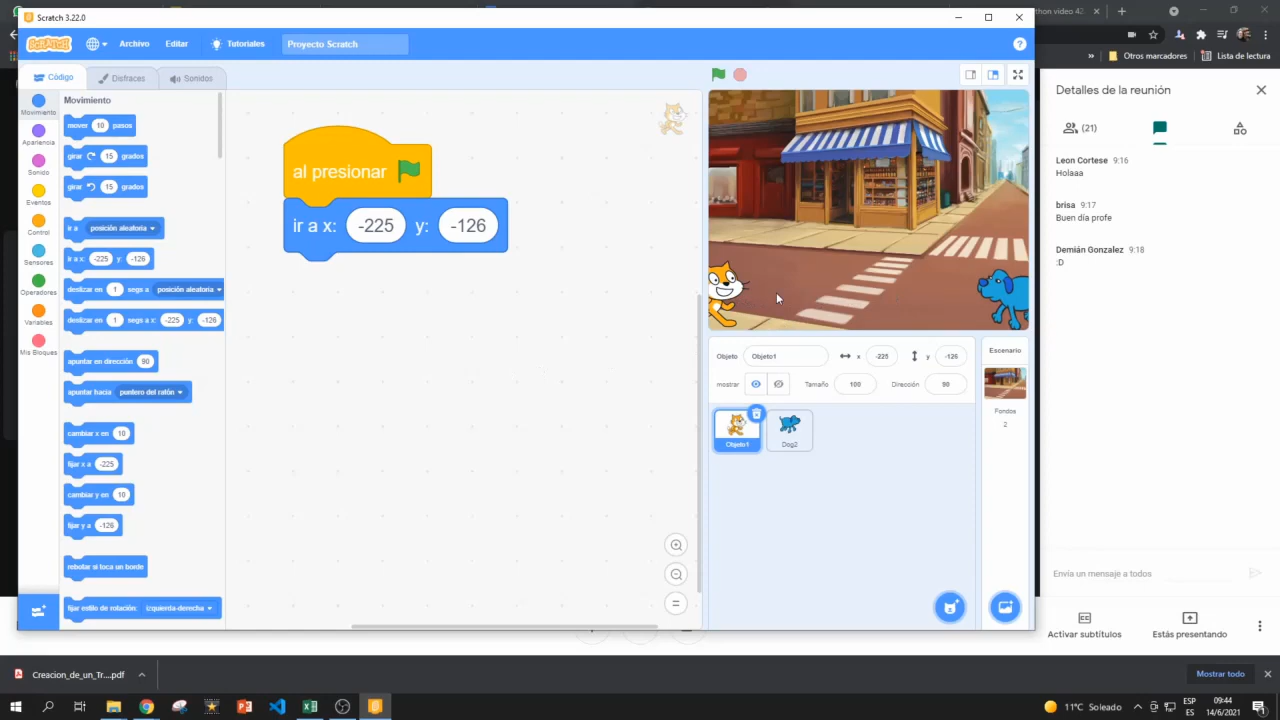 Scratch 3.22.0
SCRATCH
Archivo
Editar
Tutoriales
Proyecto Scratch
?
Código
Disfraces
Sonidos
Movimiento
Apariencia
Sonido
Eventos
Control
Sensores
Operadores
Variables
Mis Bloques
Movimiento
mover 10 pasos
girar 15 grados
girar 15 grados
ir a posición aleatoria
ir a x: -225 y: -126
deslizar en 1 segs a posición aleatoria
deslizar en 1 segs a x: -225 y: -126
apuntar en dirección 90
apuntar hacia puntero del ratón
cambiar x en 10
fijar x a -225
cambiar y en 10
fijar y a -126
rebotar si toca un borde
fijar estilo de rotación: izquierda-derecha
al presionar
ir a x: -225 y: -126
Objeto Objeto1 x -225 y -126
mostrar Tamaño 100 Dirección 90
Objeto1
Dog2
Escenario
Fondos
2
Otros marcadores
Lista de lectura
Detalles de la reunión
(21)
Leon Cortese 9:16
Holaaa
brisa 9:17
Buen día profe
Demián Gonzalez 9:18
:D
Envía un mensaje a todos
Activar subtítulos
Estás presentando
Creacion_de_un_Tr....pdf
Mostrar todo
11°C Soleado
ESP
ES
09:44
14/6/2021
1